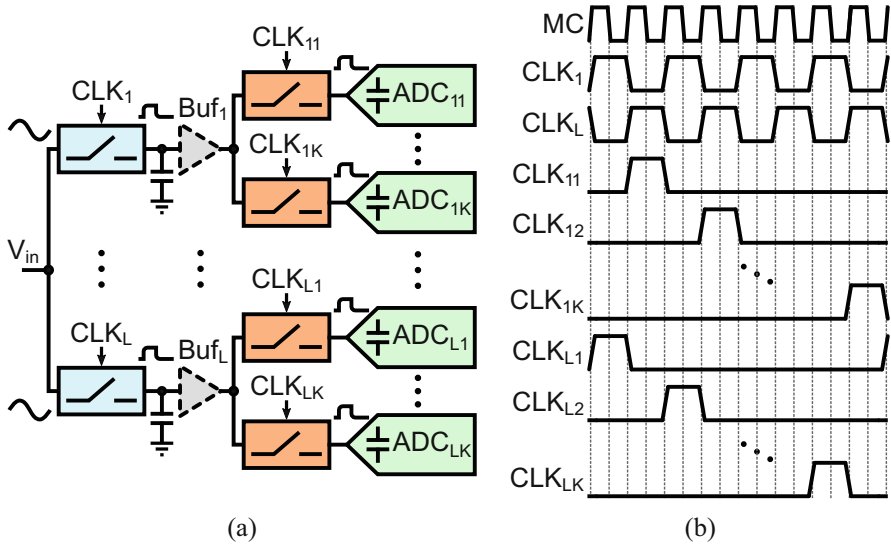 CLK₁₁
CLK₁
Buf₁
ADC₁₁
CLK₁K
ADC₁K
Vin
CLKL1
CLKL
BufL
ADCL1
CLKLK
ADCLK
(a)
MC
CLK₁
CLKL
CLK₁₁
CLK₁₂
CLK₁K
CLKL1
CLKL2
CLKLK
(b)